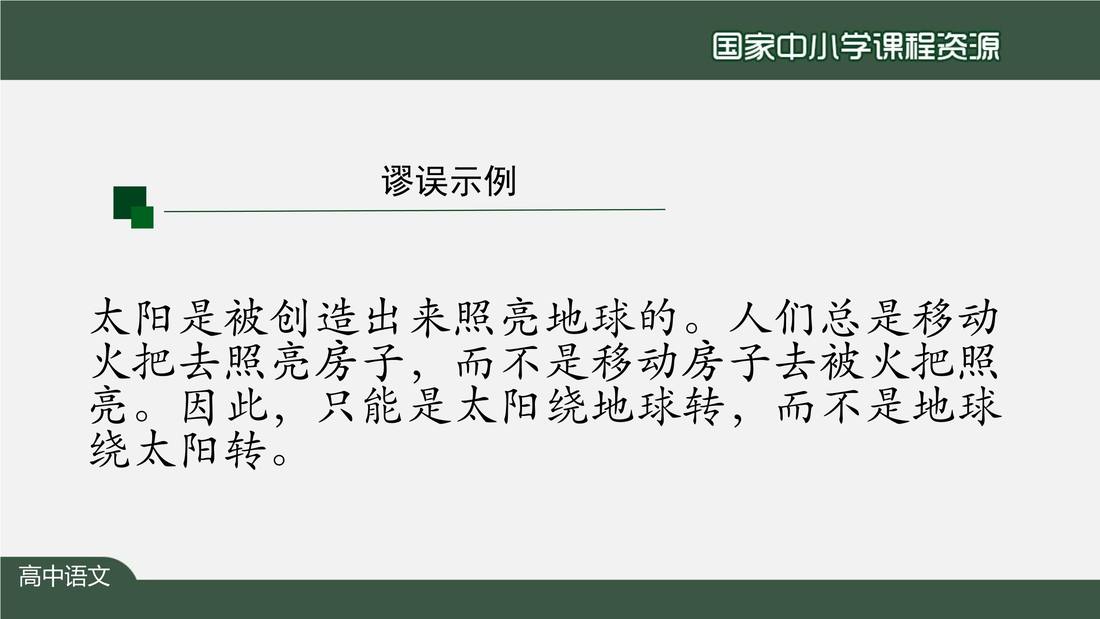 国家中小学课程资源
谬误示例
太阳是被创造出来照亮地球的。人们总是移动
火把去照亮房子，而不是移动房子去被火把照
亮。因此，只能是太阳绕地球转，而不是地球
绕太阳转。
高中语文